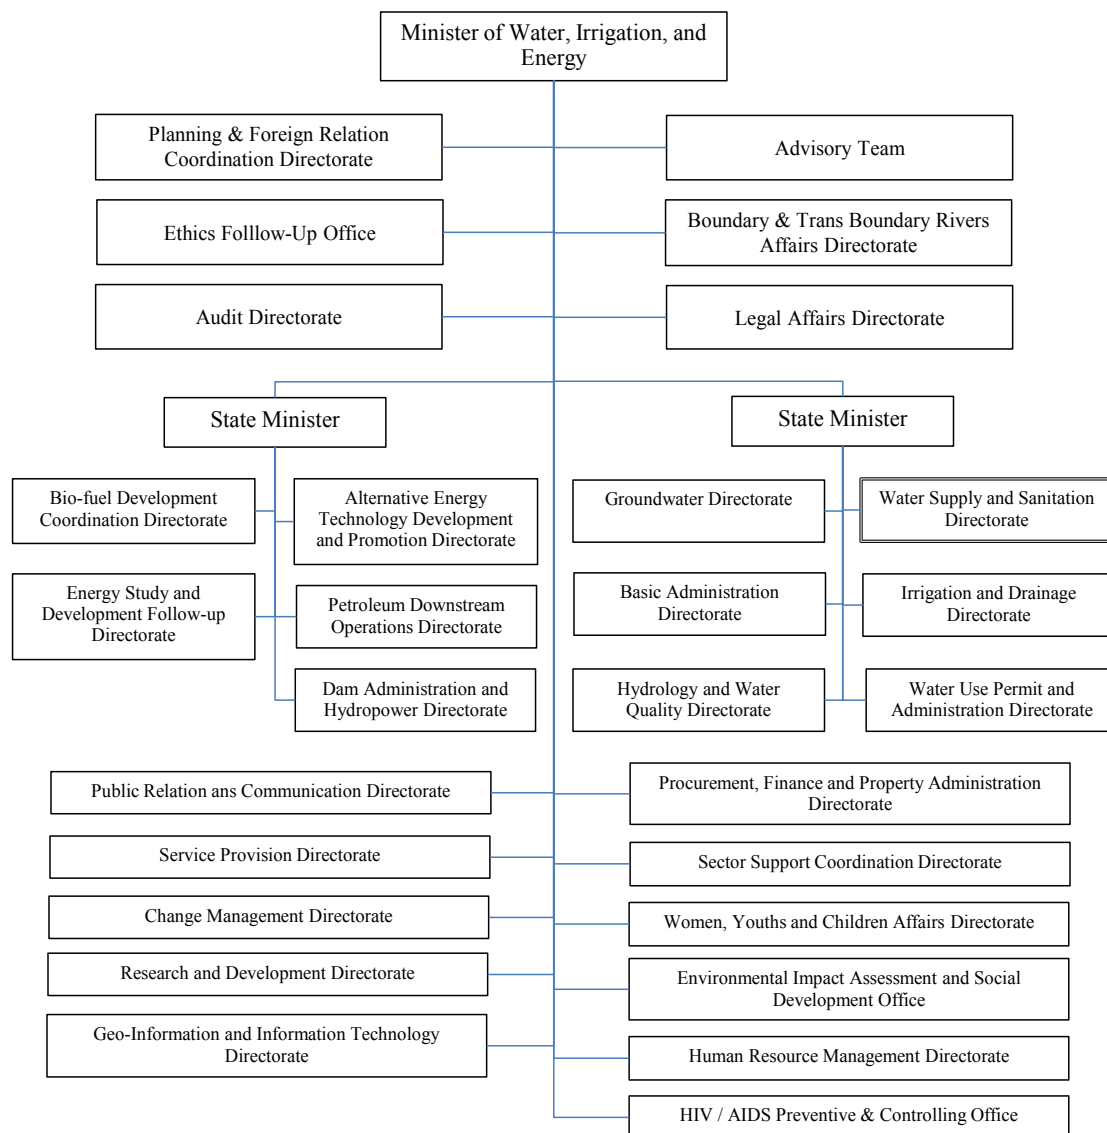 Minister of Water, Irrigation, and
Energy
Planning & Foreign Relation
Coordination Directorate
Advisory Team
Ethics Folllow-Up Office
Boundary & Trans Boundary Rivers
Affairs Directorate
Audit Directorate
Legal Affairs Directorate
State Minister
State Minister
Bio-fuel Development
Coordination Directorate
Alternative Energy
Technology Development
and Promotion Directorate
Groundwater Directorate
Water Supply and Sanitation
Directorate
Energy Study and
Development Follow-up
Directorate
Petroleum Downstream
Operations Directorate
Basic Administration
Directorate
Irrigation and Drainage
Directorate
Dam Administration and
Hydropower Directorate
Hydrology and Water
Quality Directorate
Water Use Permit and
Administration Directorate
Public Relation ans Communication Directorate
Procurement, Finance and Property Administration
Directorate
Service Provision Directorate
Sector Support Coordination Directorate
Change Management Directorate
Women, Youths and Children Affairs Directorate
Research and Development Directorate
Environmental Impact Assessment and Social
Development Office
Geo-Information and Information Technology
Directorate
Human Resource Management Directorate
HIV / AIDS Preventive & Controlling Office